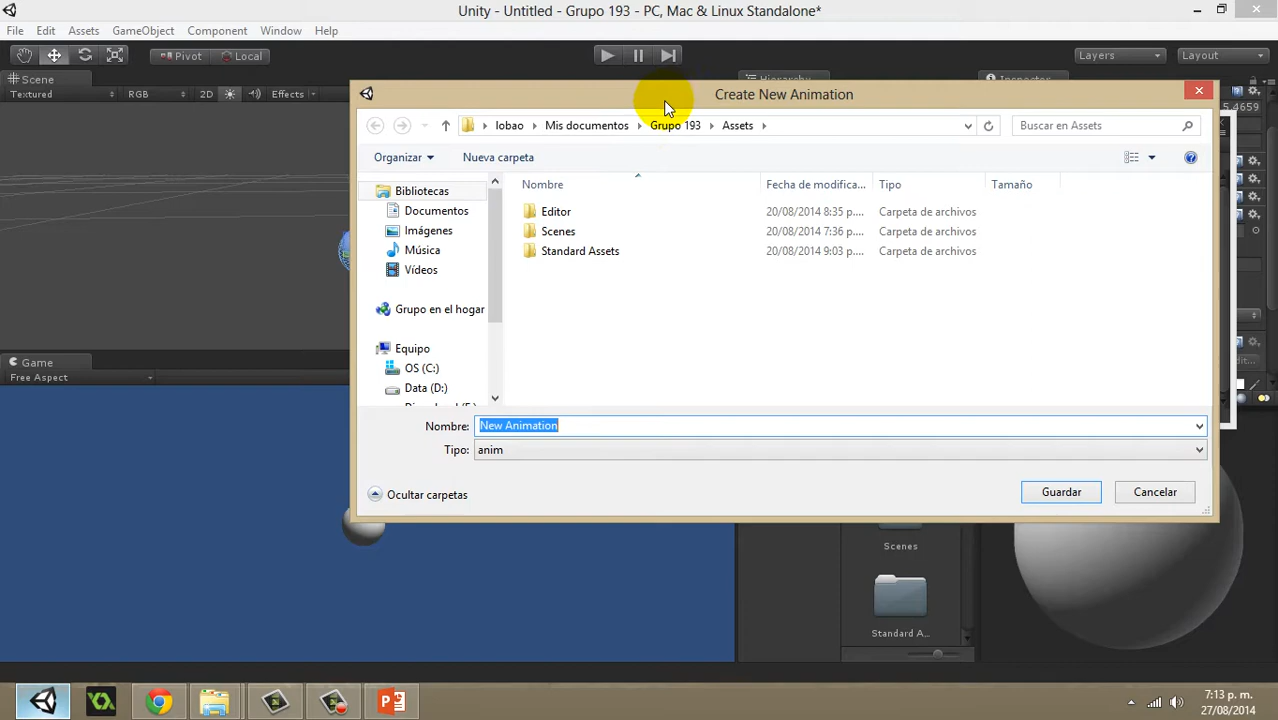 Unity - Untitled - Grupo 193 - PC, Mac & Linux Standalone*
File Edit Assets GameObject Component Window Help
Pivot Local Layers Layout
Scene Hierarchy Inspector
Textured RGB 2D Effects
5.4659
Create New Animation
lobao Mis documentos Grupo 193 Assets Buscar en Assets
Organizar Nueva carpeta
Nombre Fecha de modifica... Tipo Tamaño
Bibliotecas
Documentos
Imágenes
Música
Vídeos
Grupo en el hogar
Equipo
OS (C:)
Data (D:)
Editor 20/08/2014 8:35 p.... Carpeta de archivos
Scenes 20/08/2014 7:36 p.... Carpeta de archivos
Standard Assets 20/08/2014 9:03 p.... Carpeta de archivos
Game
Free Aspect
Nombre: New Animation
Tipo: anim
Ocultar carpetas Guardar Cancelar
Scenes
Standard A...
7:13 p. m.
27/08/2014